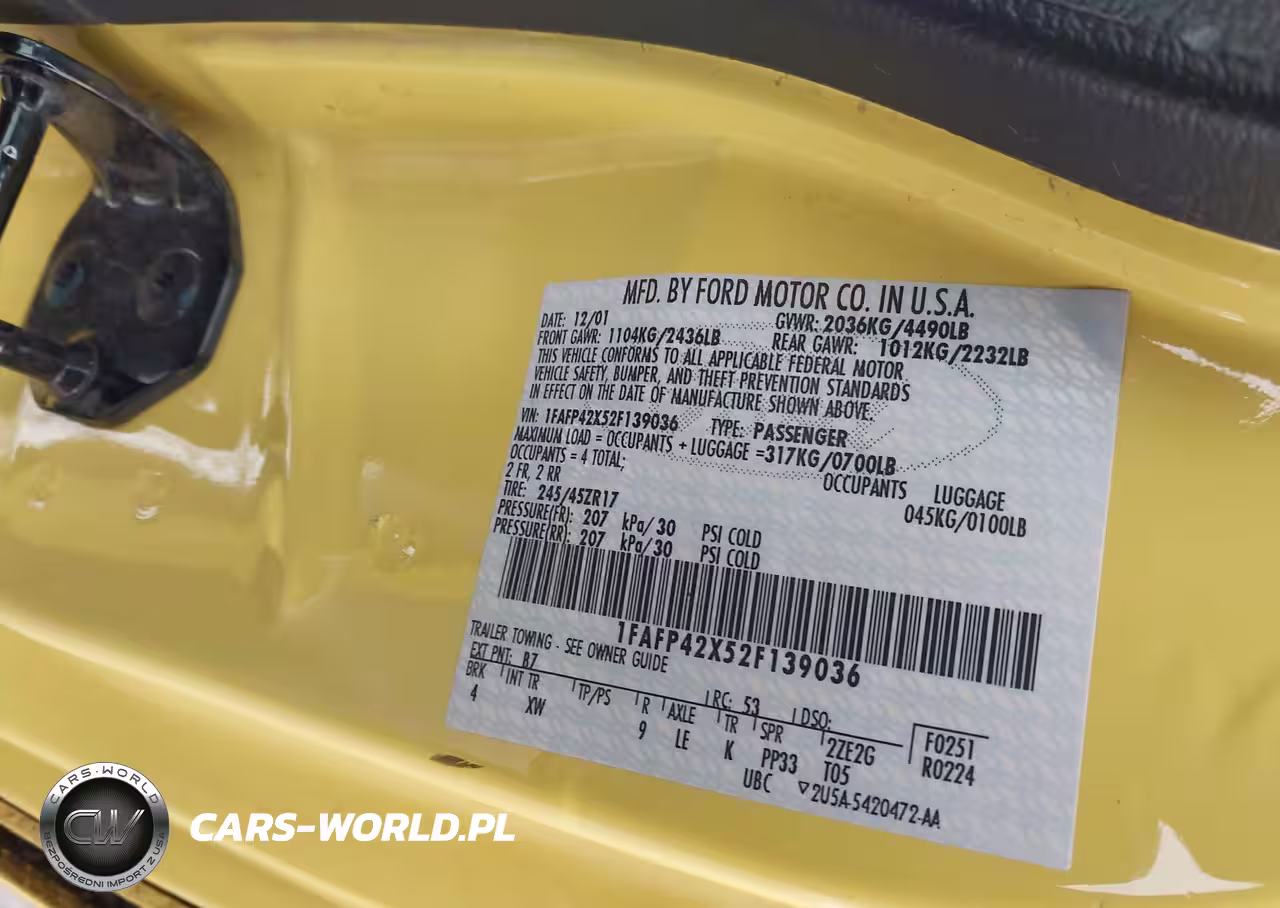 MFD. BY FORD MOTOR CO. IN U.S.A.
DATE: 12/01 GVWR: 2036KG/4490LB
FRONT GAWR: 1104KG/2436LB REAR GAWR: 1012KG/2232LB
THIS VEHICLE CONFORMS TO ALL APPLICABLE FEDERAL MOTOR
VEHICLE SAFETY, BUMPER, AND THEFT PREVENTION STANDARDS
IN EFFECT ON THE DATE OF MANUFACTURE SHOWN ABOVE.
VIN: 1FAFP42X52F139036 TYPE: PASSENGER
MAXIMUM LOAD = OCCUPANTS + LUGGAGE =317KG/0700LB
OCCUPANTS = 4 TOTAL; OCCUPANTS LUGGAGE
2 FR, 2 RR 045KG/0100LB
TIRE: 245/45ZR17
PRESSURE(FR): 207 kPa/30 PSI COLD
PRESSURE(RR): 207 kPa/30 PSI COLD
1FAFP42X52F139036
TRAILER TOWING - SEE OWNER GUIDE
EXT PNT: B7 RC: 53 DSO:
BRK INT TR TP/PS R AXLE TR SPR 2ZE2G F0251
4 XW 9 LE K PP33 T05 R0224
UBC ▽2U5A-5420472-AA
CARS-WORLD
CW
BEZPOŚREDNI IMPORT Z USA
CARS-WORLD.PL